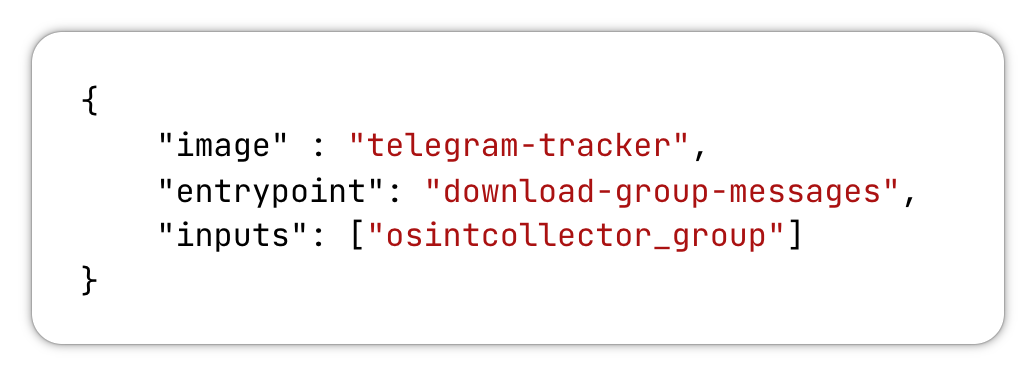 {
"image" : "telegram-tracker",
"entrypoint": "download-group-messages",
"inputs": ["osintcollector_group"]
}